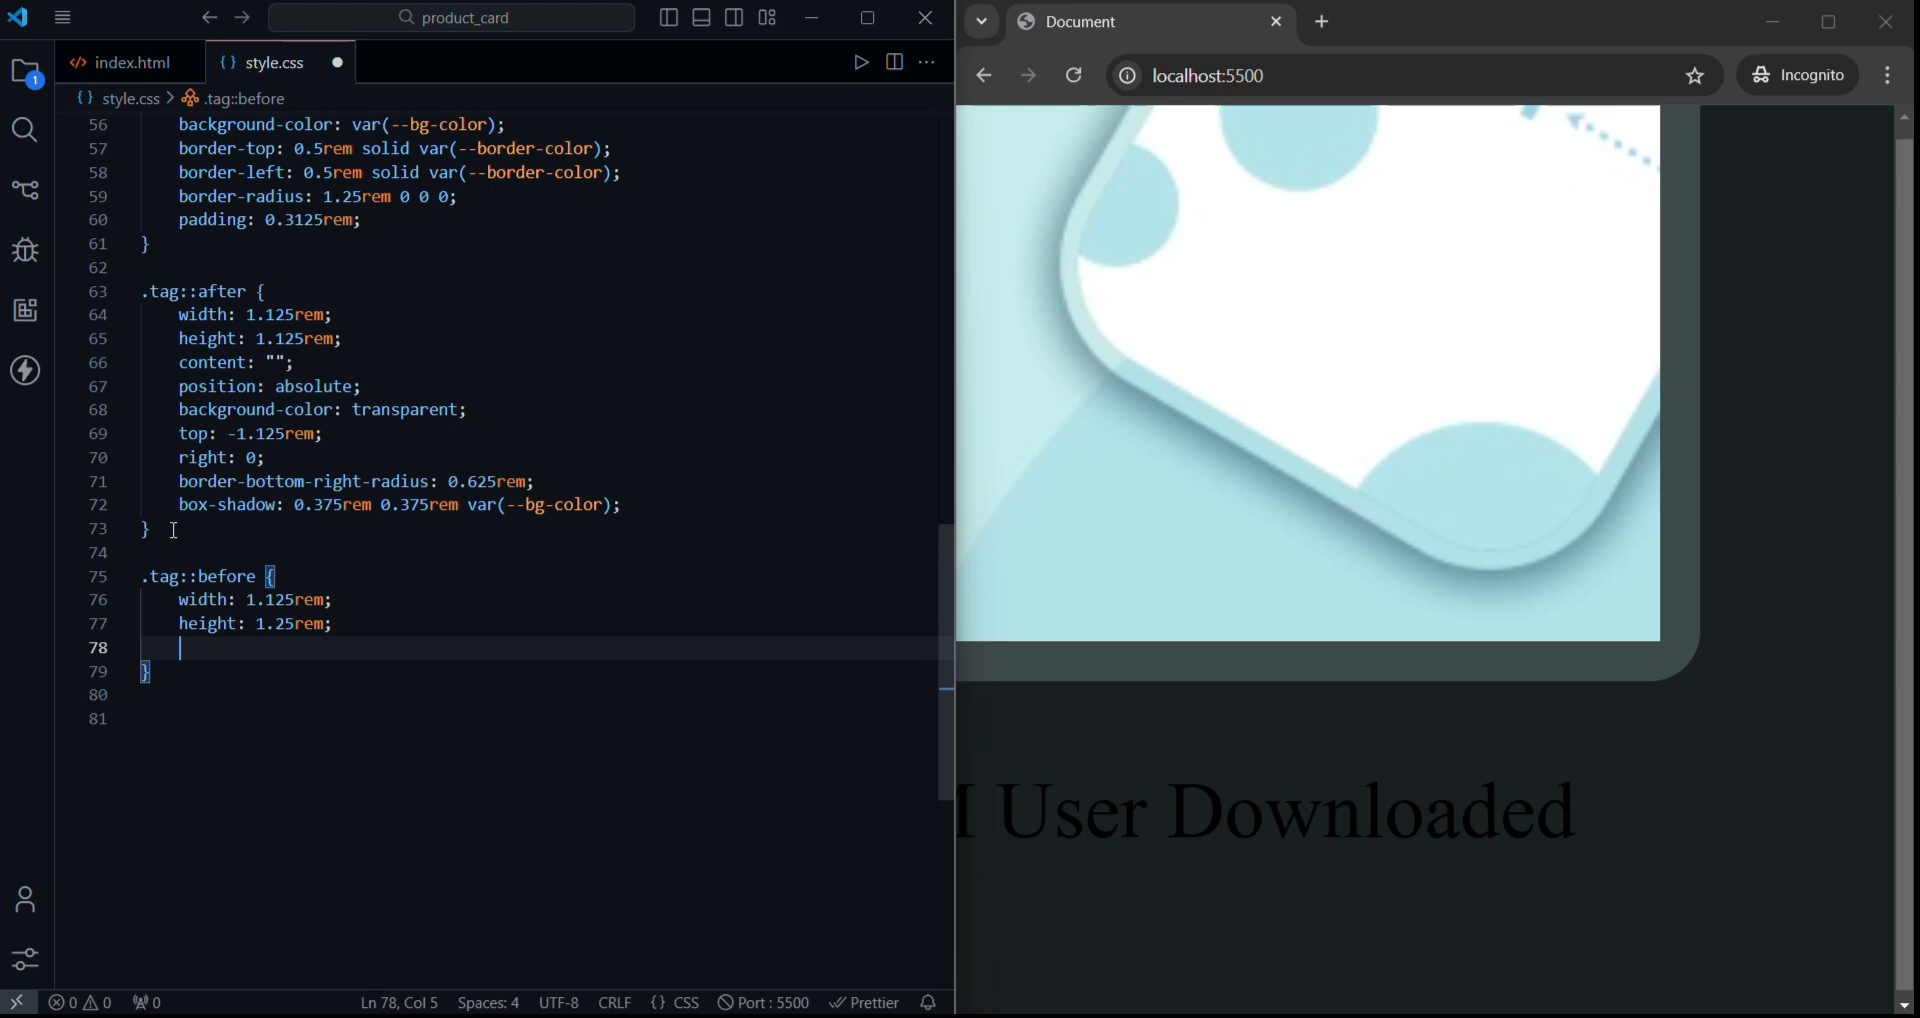 product_card
index.html
style.css
style.css > .tag::before
56 background-color: var(--bg-color);
57 border-top: 0.5rem solid var(--border-color);
58 border-left: 0.5rem solid var(--border-color);
59 border-radius: 1.25rem 0 0 0;
60 padding: 0.3125rem;
61 }
62
63 .tag::after {
64 width: 1.125rem;
65 height: 1.125rem;
66 content: "";
67 position: absolute;
68 background-color: transparent;
69 top: -1.125rem;
70 right: 0;
71 border-bottom-right-radius: 0.625rem;
72 box-shadow: 0.375rem 0.375rem var(--bg-color);
73 }
74
75 .tag::before {
76 width: 1.125rem;
77 height: 1.25rem;
78
79 }
80
81
1
0 0 0 Ln 78, Col 5 Spaces: 4 UTF-8 CRLF {} CSS Port : 5500 Prettier
Document
localhost:5500
Incognito
User Downloaded